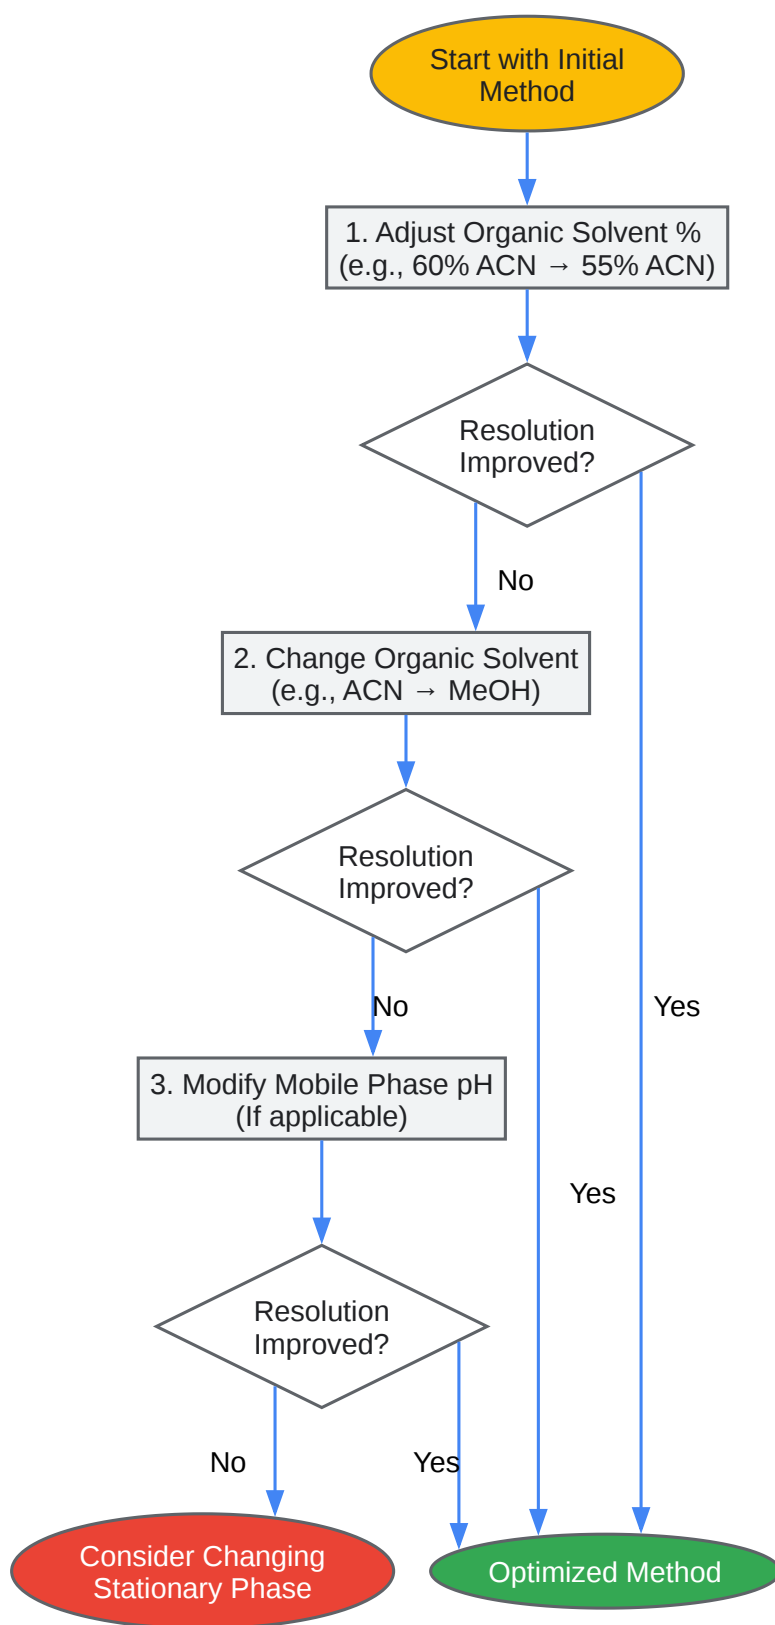 Start with Initial
Method
1. Adjust Organic Solvent %
(e.g., 60% ACN → 55% ACN)
Resolution
Improved?
No
2. Change Organic Solvent
(e.g., ACN → MeOH)
Resolution
Improved?
No
Yes
3. Modify Mobile Phase pH
(If applicable)
Yes
Resolution
Improved?
No
Yes
Consider Changing
Stationary Phase
Optimized Method